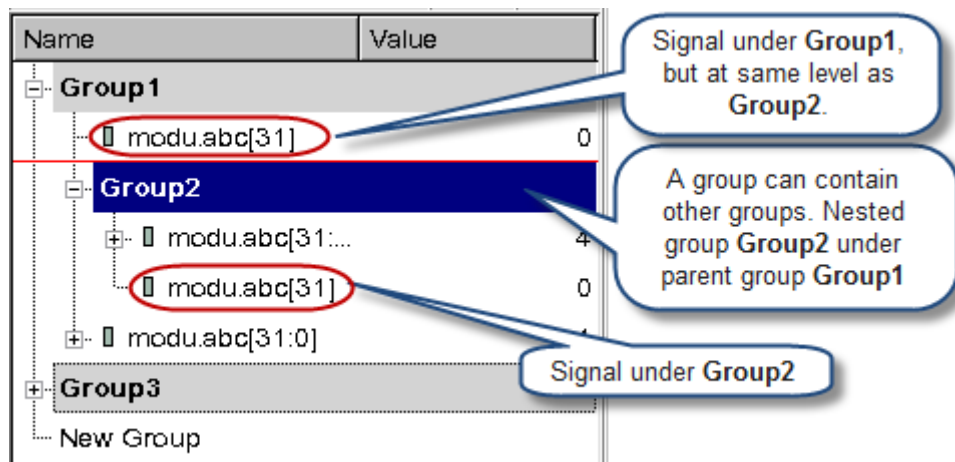 Name Value
Group1
modu.abc[31] 0
Group2
modu.abc[31:... 4
modu.abc[31] 0
modu.abc[31:0]
Group3
New Group
Signal under Group1,
but at same level as
Group2.
A group can contain
other groups. Nested
group Group2 under
parent group Group1
Signal under Group2